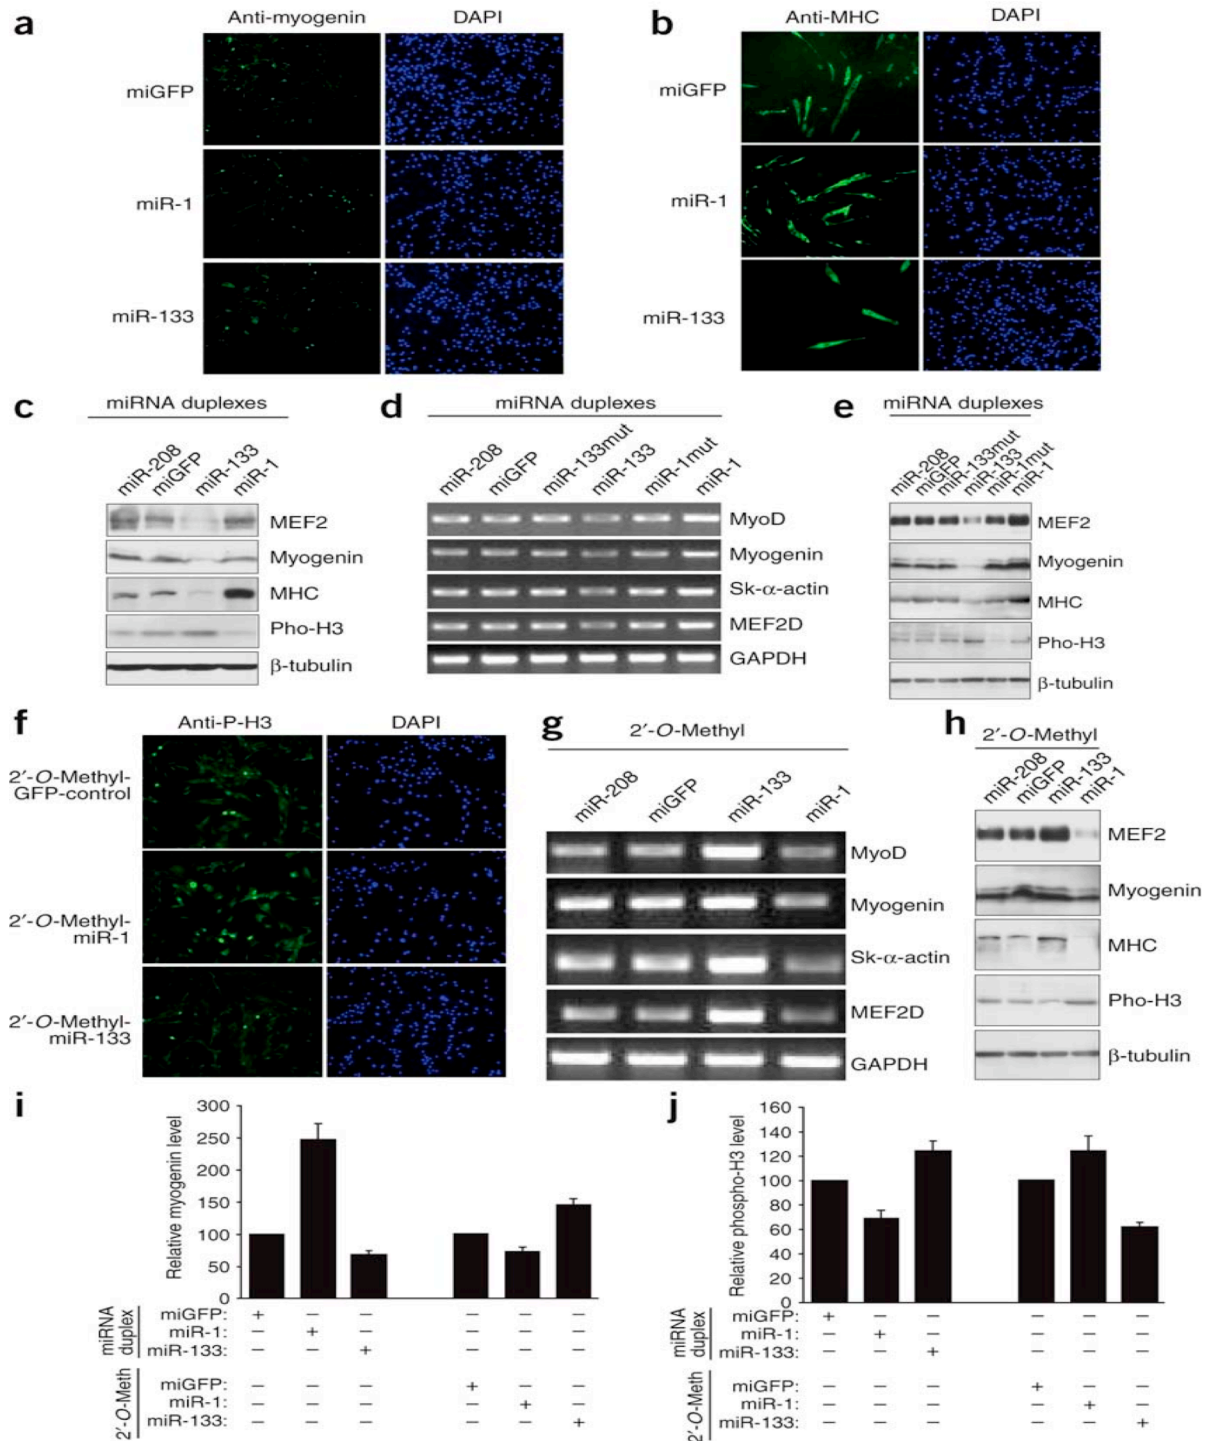 a
Anti-myogenin DAPI
miGFP
miR-1
miR-133
b
Anti-MHC DAPI
miGFP
miR-1
miR-133
c
miRNA duplexes
miR-208 miGFP miR-133 miR-1
MEF2
Myogenin
MHC
Pho-H3
β-tubulin
d
miRNA duplexes
miR-208 miGFP miR-133mut miR-133 miR-1mut miR-1
MyoD
Myogenin
Sk-α-actin
MEF2D
GAPDH
e
miRNA duplexes
miR-208 miGFP miR-133mut miR-133 miR-1mut miR-1
MEF2
Myogenin
MHC
Pho-H3
β-tubulin
f
Anti-P-H3 DAPI
2′-O-Methyl-
GFP-control
2′-O-Methyl-
miR-1
2′-O-Methyl-
miR-133
g
2′-O-Methyl
miR-208 miGFP miR-133 miR-1
MyoD
Myogenin
Sk-α-actin
MEF2D
GAPDH
h
2′-O-Methyl
miR-208 miGFP miR-133 miR-1
MEF2
Myogenin
MHC
Pho-H3
β-tubulin
i
Relative myogenin level
300
250
200
150
100
50
0
miRNA
duplex
miGFP: + – – – – –
miR-1: – + – – – –
miR-133: – – + – – –
2′-O-Meth
miGFP: – – – + – –
miR-1: – – – – + –
miR-133: – – – – – +
j
Relative phospho-H3 level
160
140
120
100
80
60
40
20
0
miRNA
duplex
miGFP: + – – – – –
miR-1: – + – – – –
miR-133: – – + – – –
2′-O-Meth
miGFP: – – – + – –
miR-1: – – – – + –
miR-133: – – – – – +